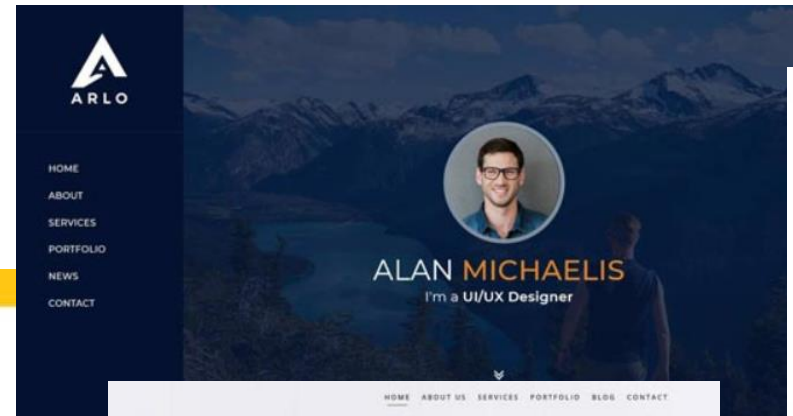 ARLO
HOME
ABOUT
SERVICES
PORTFOLIO
NEWS
CONTACT
ALAN MICHAELIS
I'm a UI/UX Designer
HOME ABOUT US SERVICES PORTFOLIO BLOG CONTACT